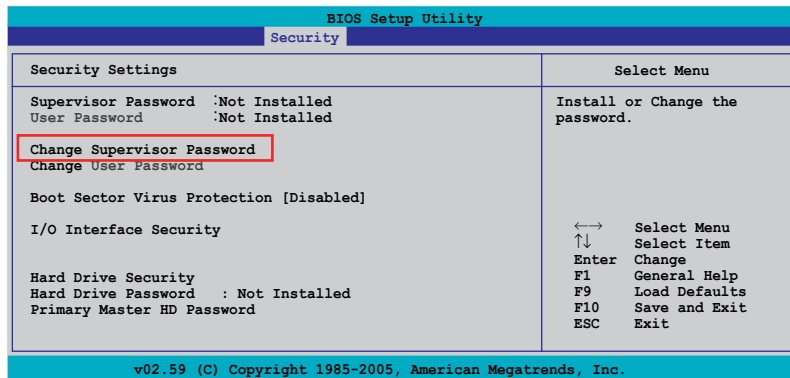 BIOS Setup Utility
Security
Security Settings
Supervisor Password :Not Installed
User Password :Not Installed
Change Supervisor Password
Change User Password
Boot Sector Virus Protection [Disabled]
I/O Interface Security
Hard Drive Security
Hard Drive Password : Not Installed
Primary Master HD Password
Select Menu
Install or Change the
password.
←→ Select Menu
↑↓ Select Item
Enter Change
F1 General Help
F9 Load Defaults
F10 Save and Exit
ESC Exit
v02.59 (C) Copyright 1985-2005, American Megatrends, Inc.